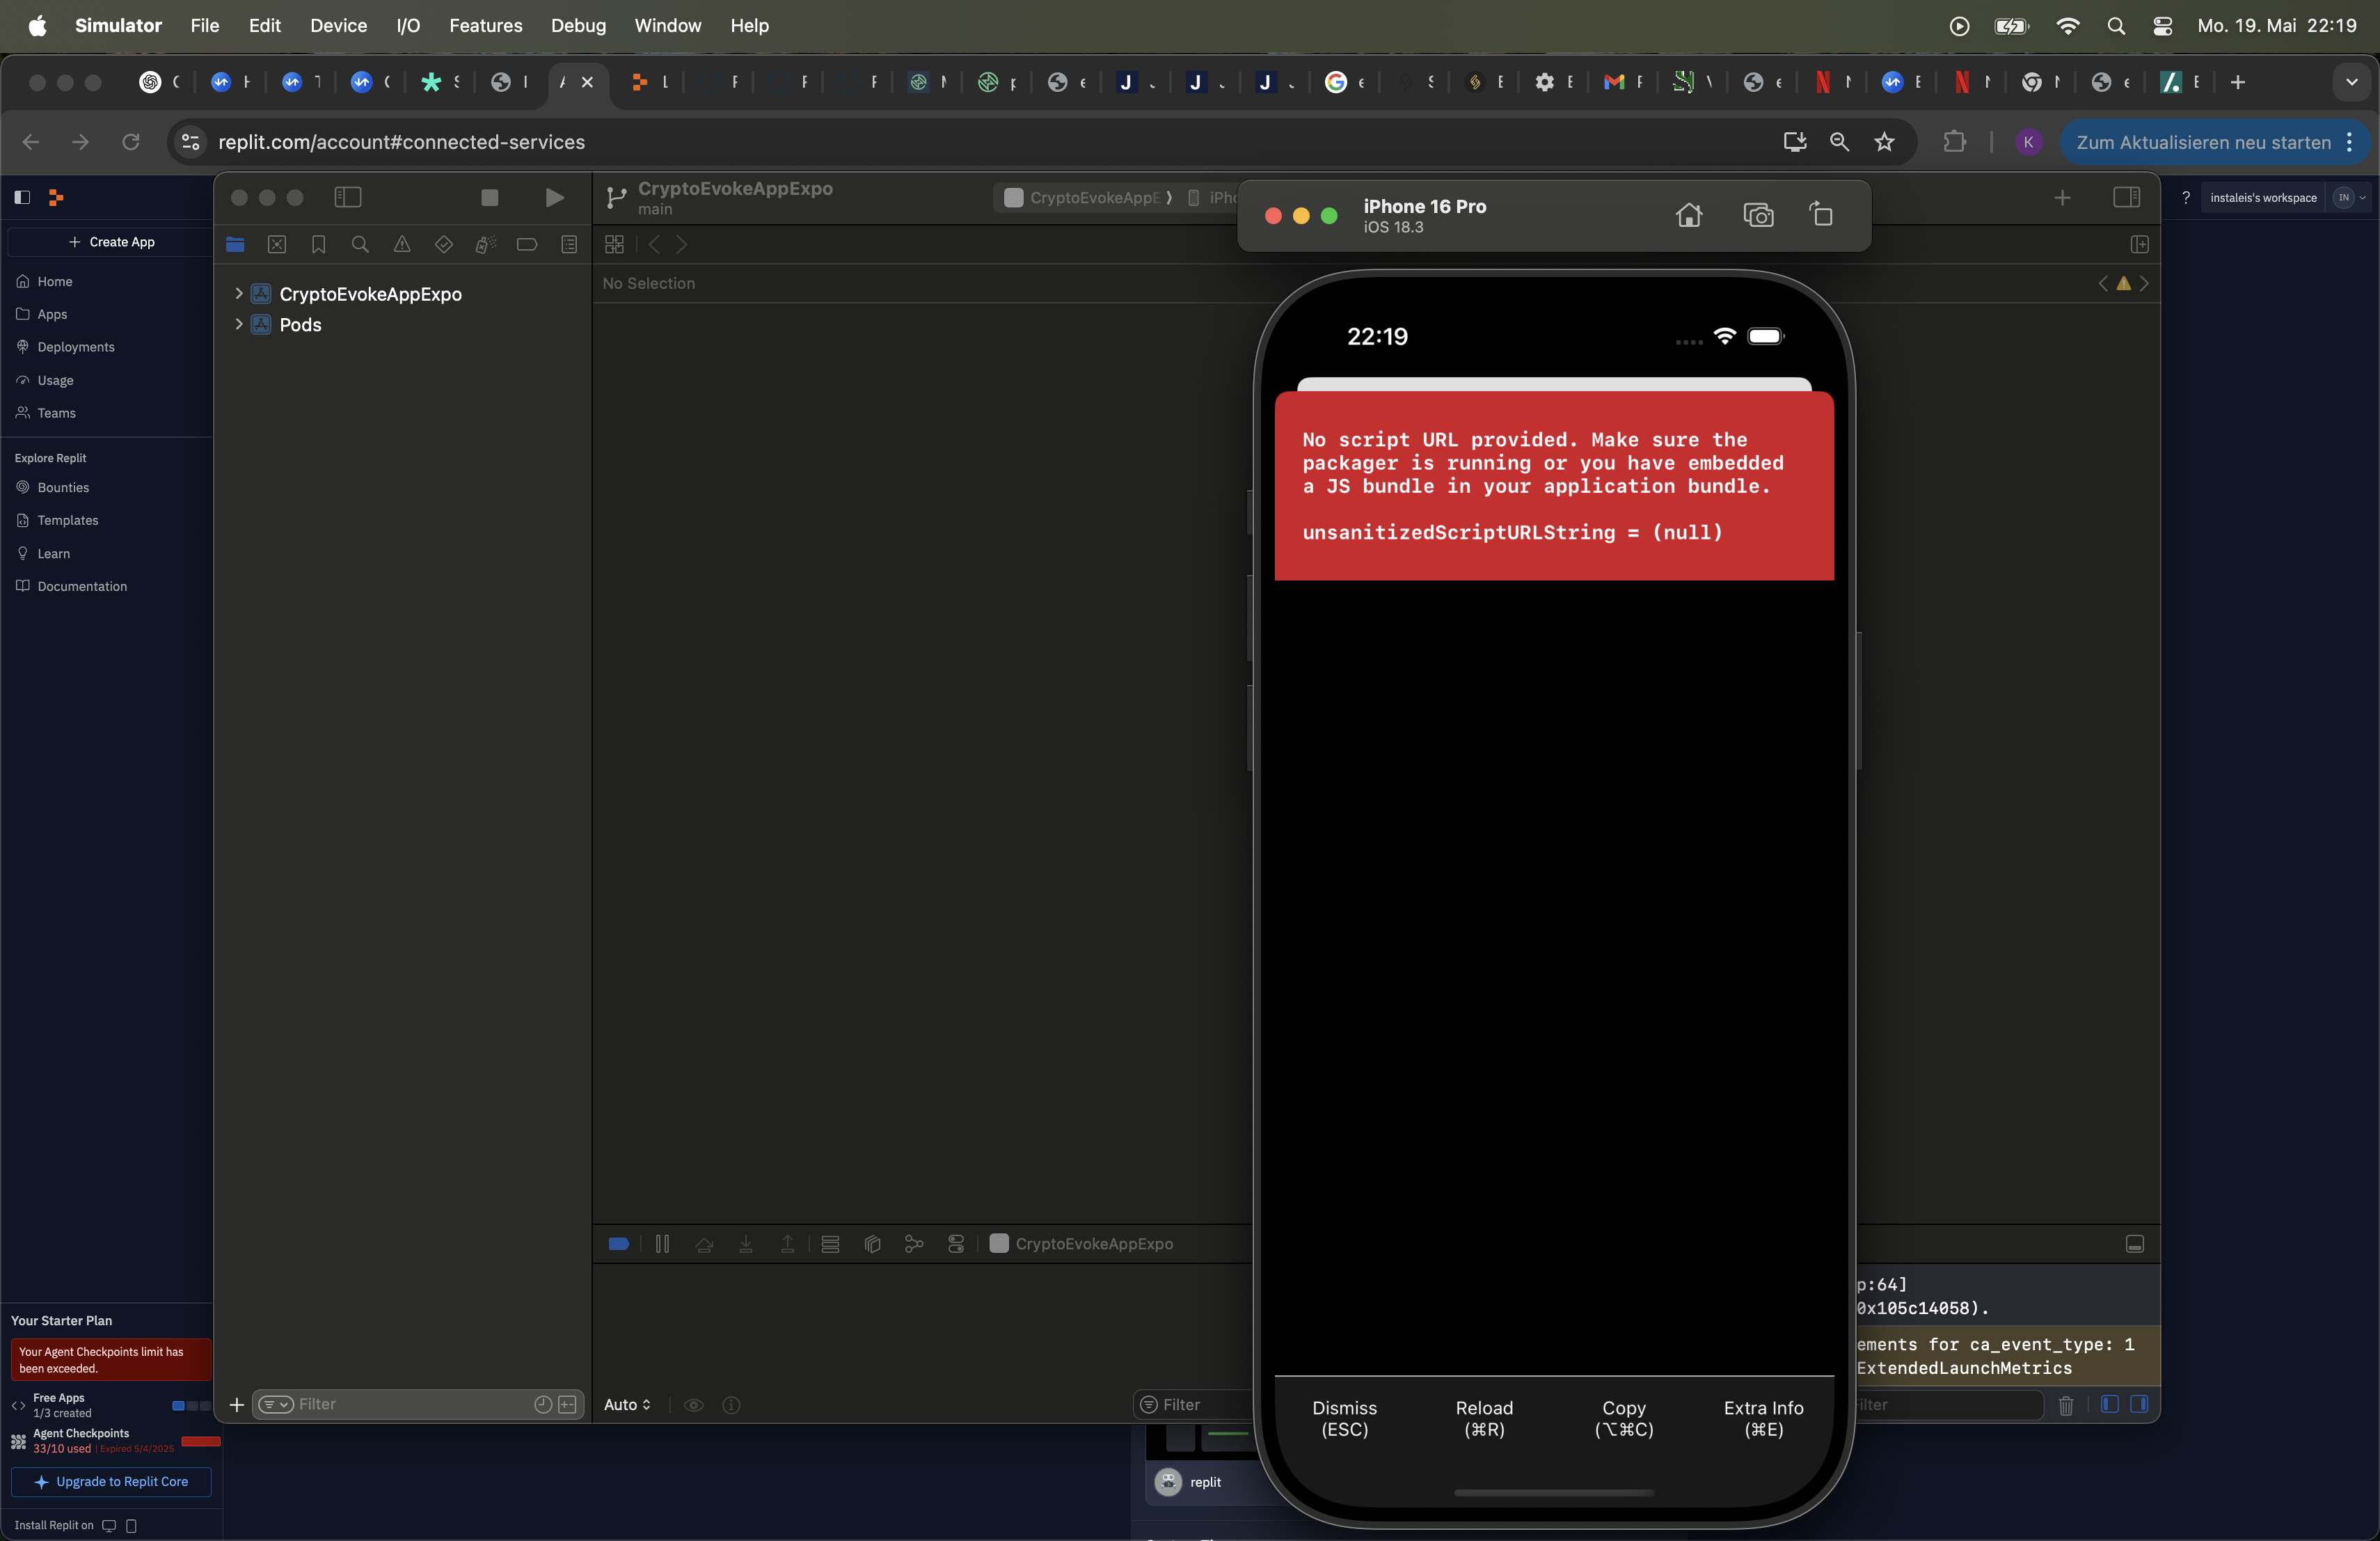 Simulator File Edit Device I/O Features Debug Window Help
Mo. 19. Mai 22:19
replit.com/account#connected-services
Zum Aktualisieren neu starten
K
Create App
Home
Apps
Deployments
Usage
Teams
Explore Replit
Bounties
Templates
Learn
Documentation
Your Starter Plan
Your Agent Checkpoints limit has
been exceeded.
Free Apps
1/3 created
Agent Checkpoints
33/10 used | Expired 5/4/2025
Upgrade to Replit Core
Install Replit on
CryptoEvokeAppExpo
main
CryptoEvokeAppE
iPho
No Selection
CryptoEvokeAppExpo
Pods
Filter
CryptoEvokeAppExpo
Auto
Filter
p:64]
0x105c14058).
ements for ca_event_type: 1
ExtendedLaunchMetrics
ilter
replit
? instaleis's workspace IN
iPhone 16 Pro
iOS 18.3
22:19
No script URL provided. Make sure the
packager is running or you have embedded
a JS bundle in your application bundle.
unsanitizedScriptURLString = (null)
Dismiss
(ESC)
Reload
(⌘R)
Copy
(⌥⌘C)
Extra Info
(⌘E)